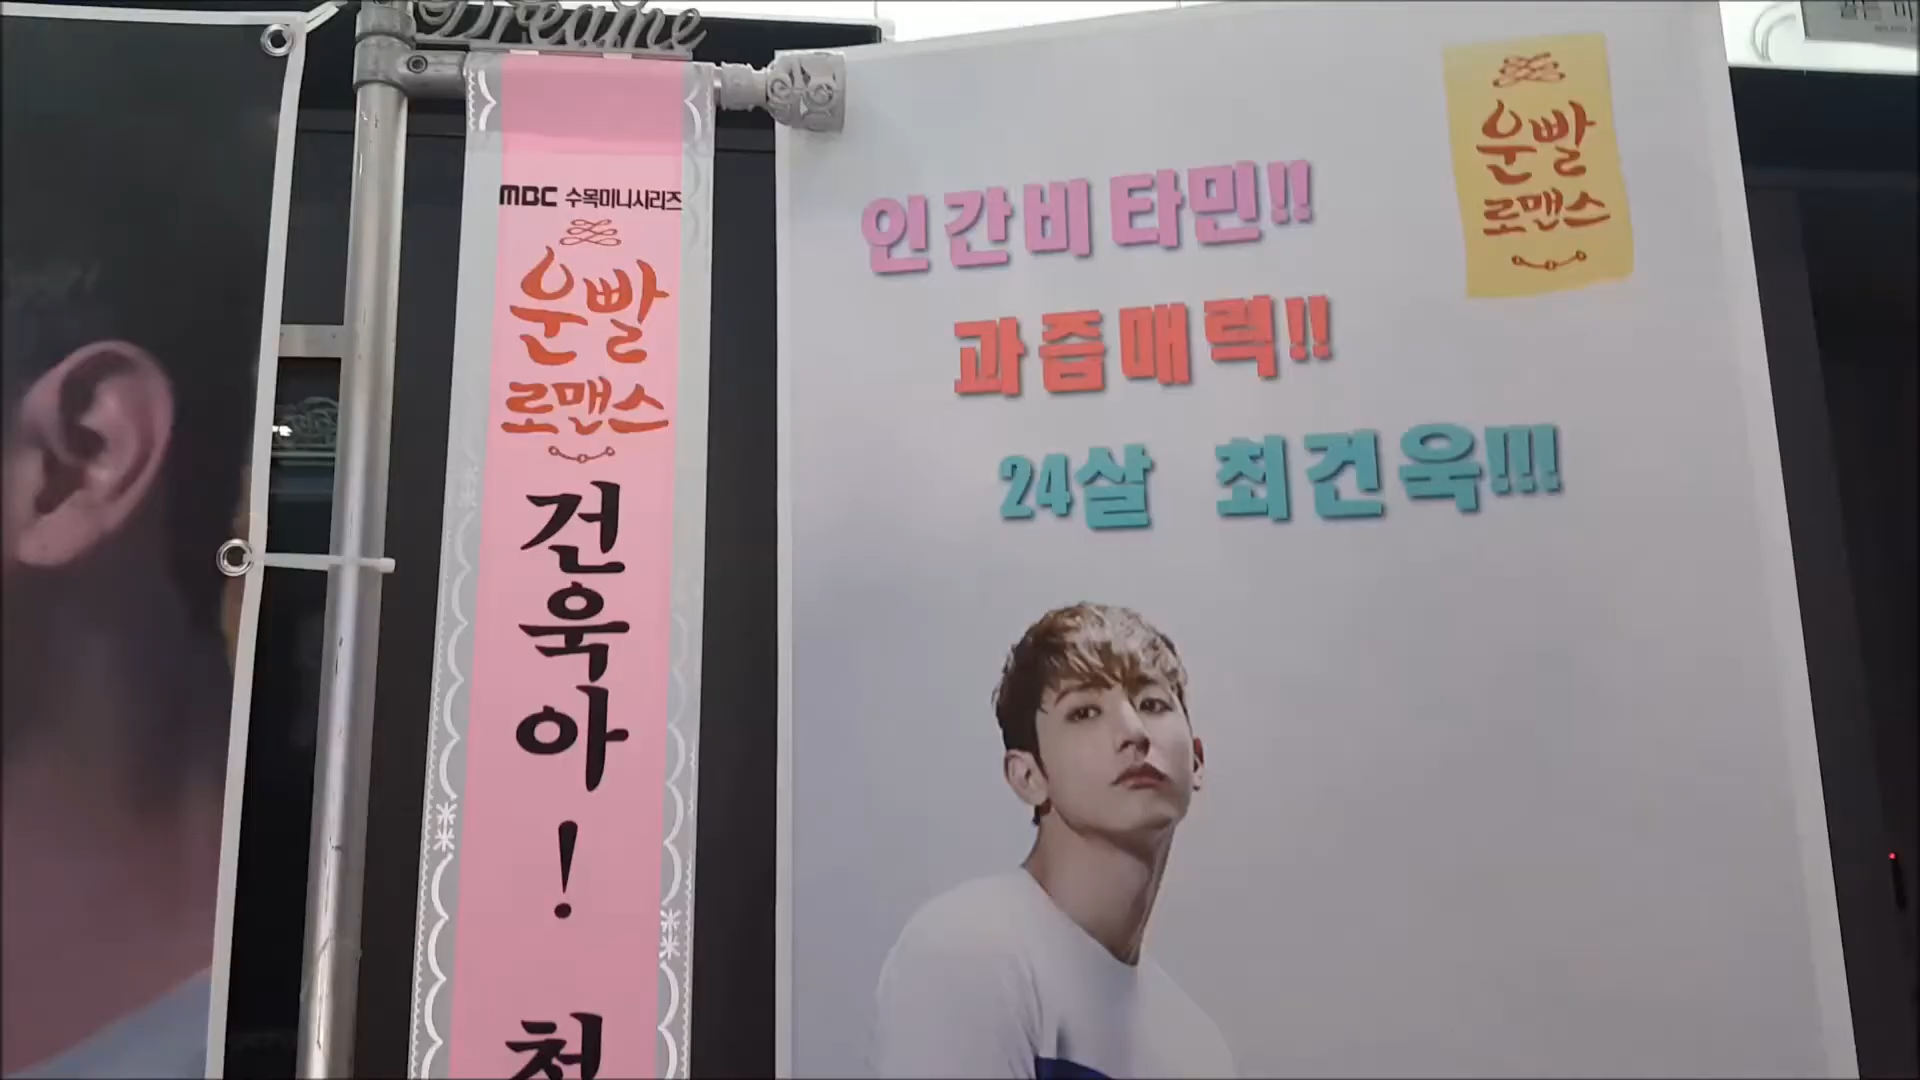 Dreame
MBC 수목미니시리즈
운빨
로맨스
건욱아!
인간비타민!!
과즙매력!!
24살 최건욱!!!
운빨
로맨스